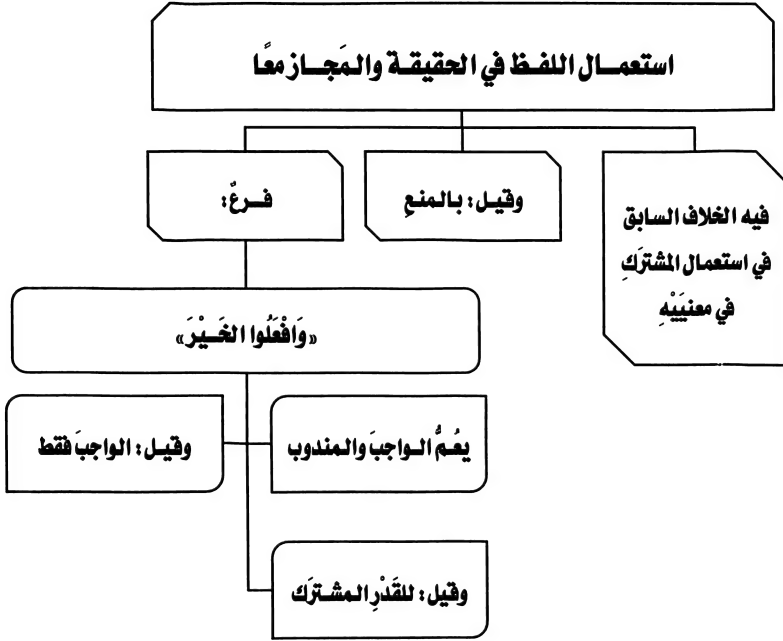 استعمال اللفظ في الحقيقة والمَجاز معًا
فيه الخلاف السابق
في استعمال المشترَكِ
في معنيَيْهِ
وقيل: بالمنعِ
فرعٌ:
«وَافْعَلُوا الخَيْرَ»
يعُمُّ الواجبَ والمندوب
وقيل: الواجبَ فقط
وقيل: للقَدْرِ المشترَك